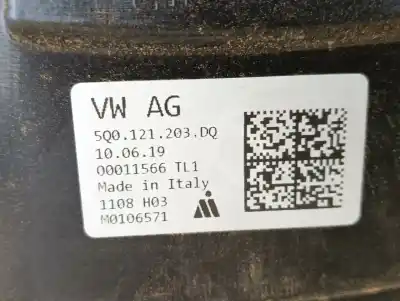 VW AG
5Q0.121.203.DQ
10.06.19
00011566 TL1
Made in Italy
1108 H03
M0106571